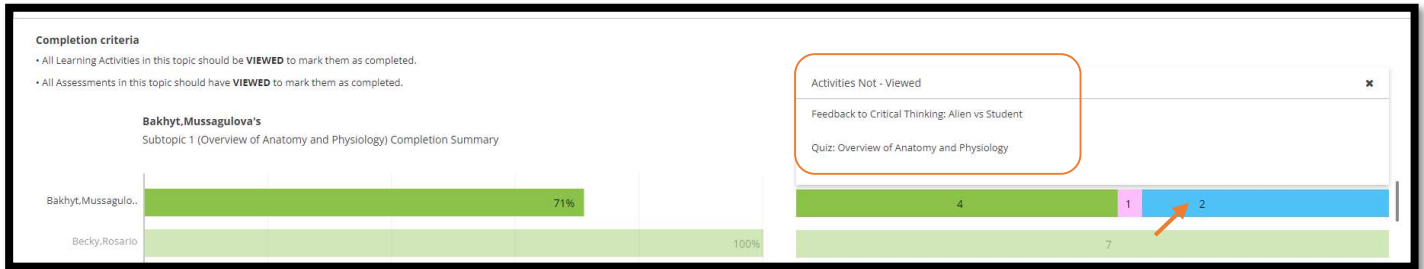 Completion criteria
• All Learning Activities in this topic should be VIEWED to mark them as completed.
• All Assessments in this topic should have VIEWED to mark them as completed.
Activities Not - Viewed ✖
Feedback to Critical Thinking: Alien vs Student
Quiz: Overview of Anatomy and Physiology
Bakhyt,Mussagulova's
Subtopic 1 (Overview of Anatomy and Physiology) Completion Summary
Bakhyt,Mussagulo.. 71% 4 1 2
Becky,Rosario 100% 7